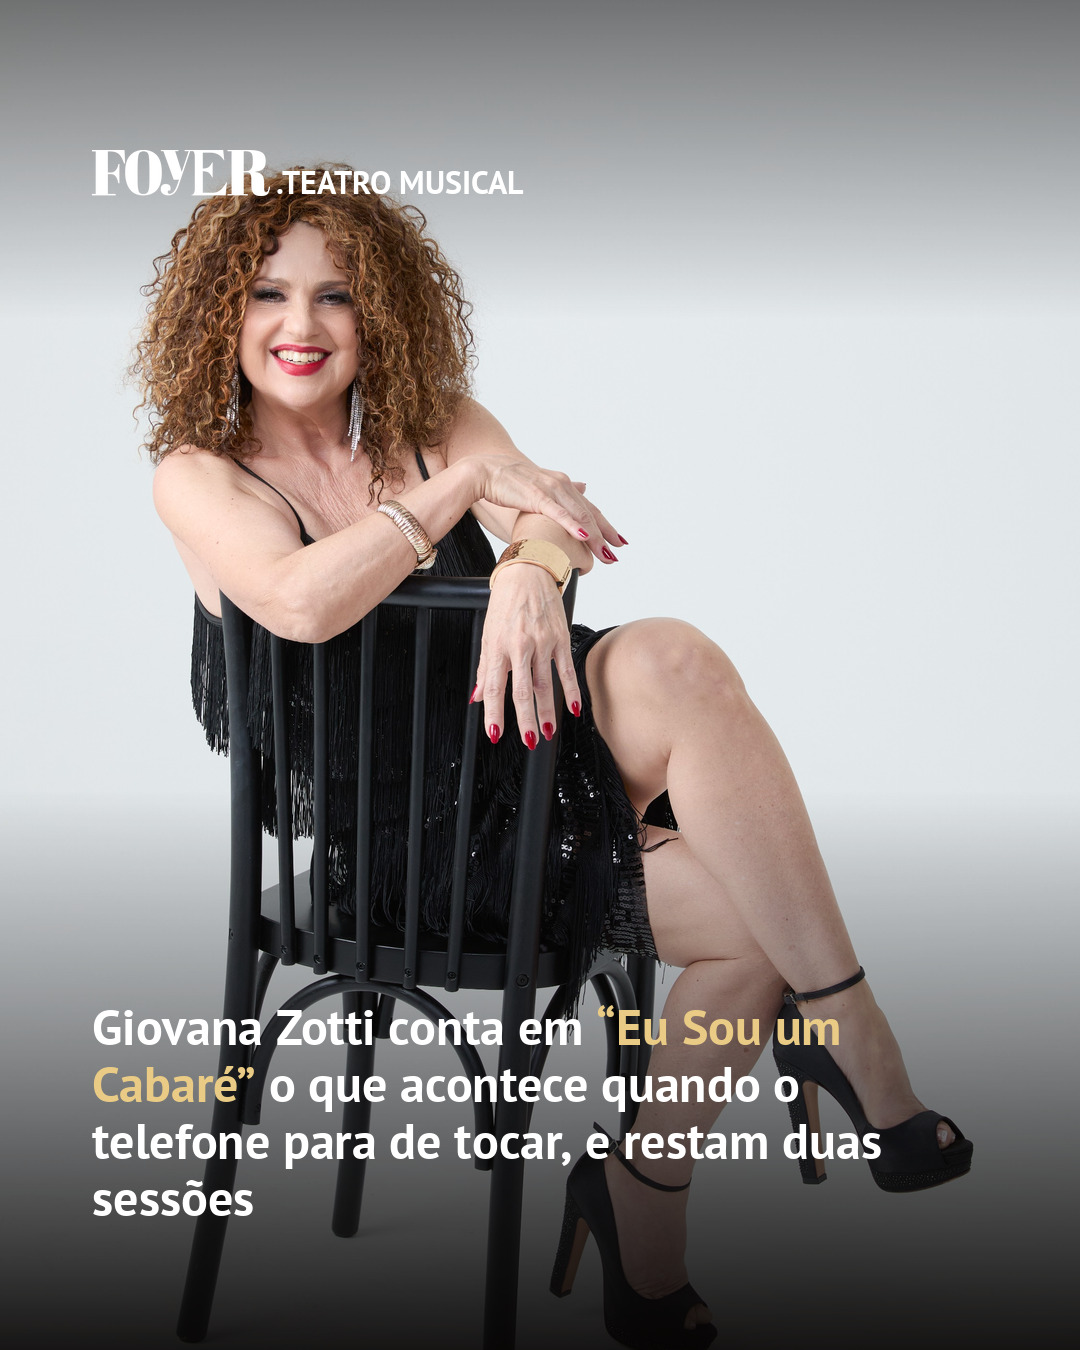 FOYER .TEATRO MUSICAL
Giovana Zotti conta em “Eu Sou um
Cabaré” o que acontece quando o
telefone para de tocar, e restam duas
sessões